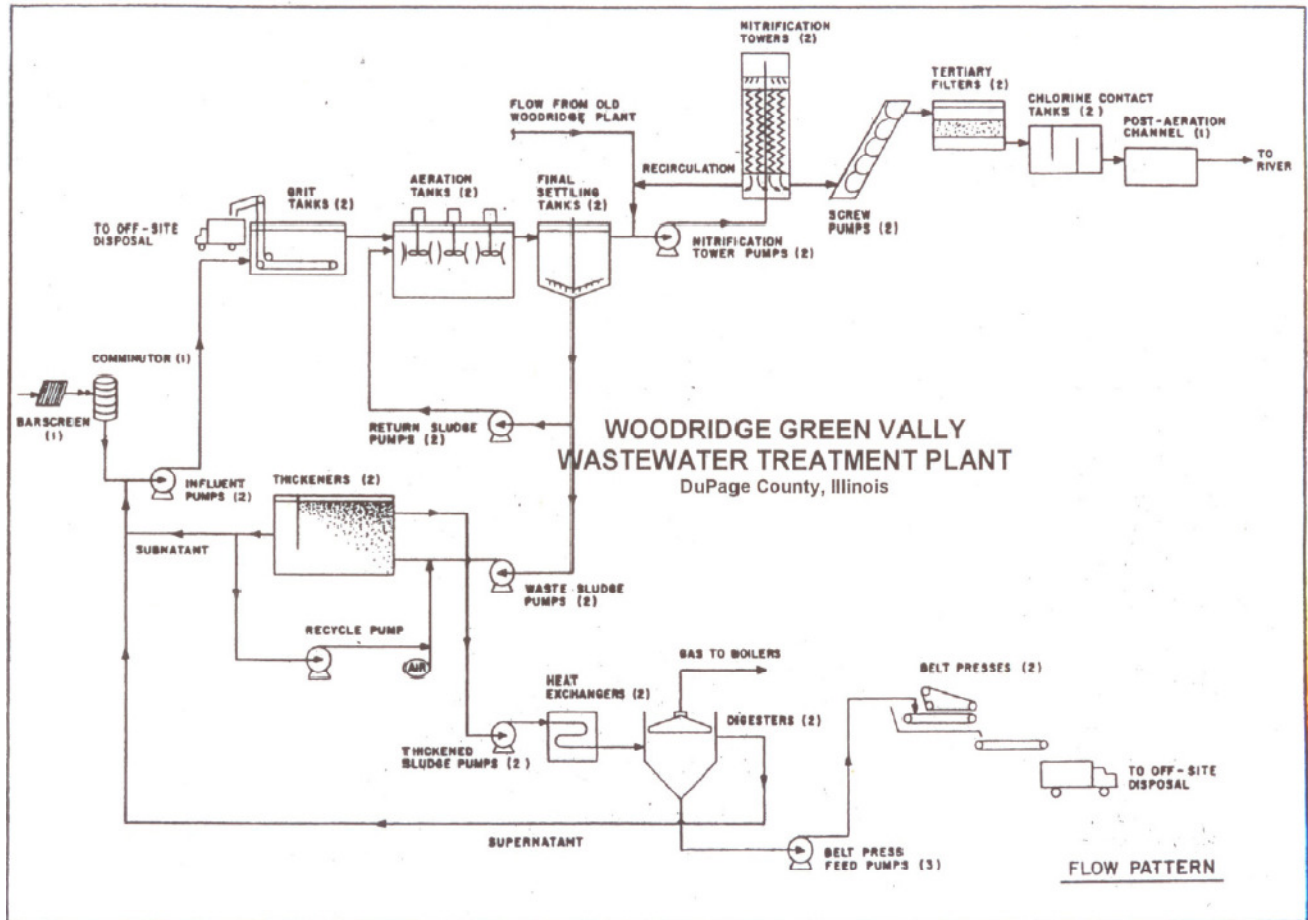 NITRIFICATION
TOWERS (2)
TERTIARY
FILTERS (2)
CHLORINE CONTACT
TANKS (2)
POST-AERATION
CHANNEL (1)
TO
RIVER
FLOW FROM OLD
WOODRIDGE PLANT
RECIRCULATION
SCREW
PUMPS (2)
NITRIFICATION
TOWER PUMPS (2)
GRIT
TANKS (2)
AERATION
TANKS (2)
FINAL
SETTLING
TANKS (2)
TO OFF-SITE
DISPOSAL
COMMINUTOR (1)
BARSCREEN
(1)
INFLUENT
PUMPS (2)
RETURN SLUDGE
PUMPS (2)
WOODRIDGE GREEN VALLY
WASTEWATER TREATMENT PLANT
DuPage County, Illinois
THICKENERS (2)
SUBNATANT
WASTE SLUDGE
PUMPS (2)
RECYCLE PUMP
AIR
GAS TO BOILERS
HEAT
EXCHANGERS (2)
DIGESTERS (2)
THICKENED
SLUDGE PUMPS (2)
BELT PRESSES (2)
TO OFF-SITE
DISPOSAL
SUPERNATANT
BELT PRESS
FEED PUMPS (3)
FLOW PATTERN